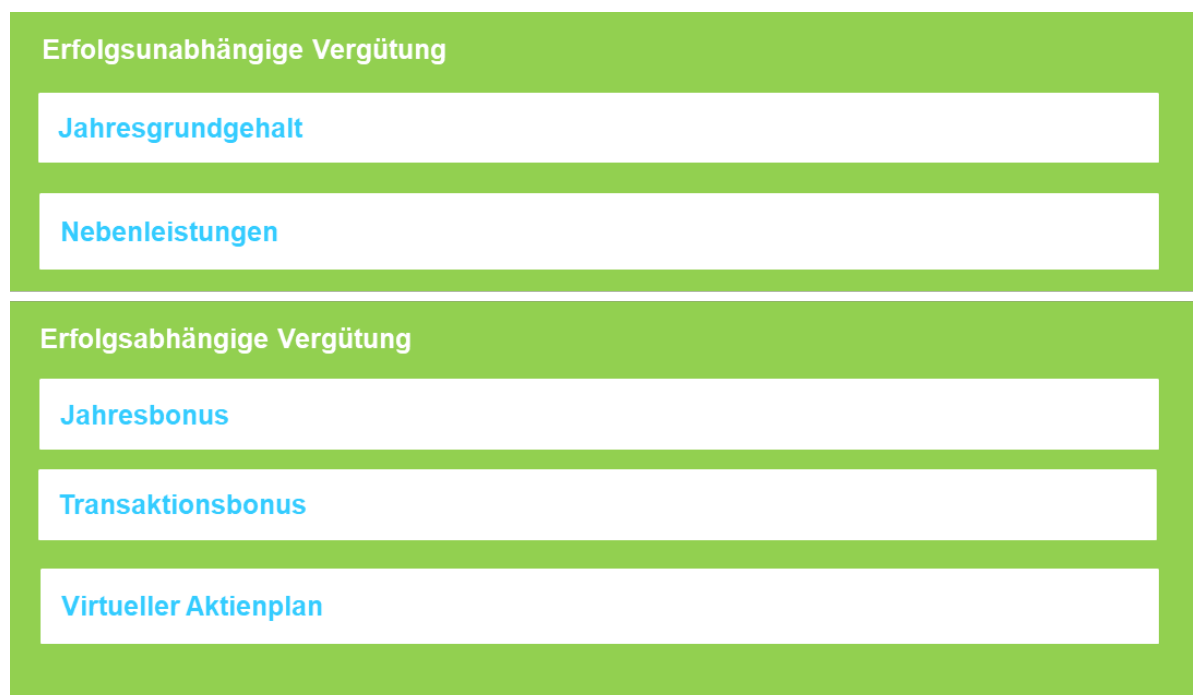 Erfolgsunabhängige Vergütung
Jahresgrundgehalt
Nebenleistungen
Erfolgsabhängige Vergütung
Jahresbonus
Transaktionsbonus
Virtueller Aktienplan